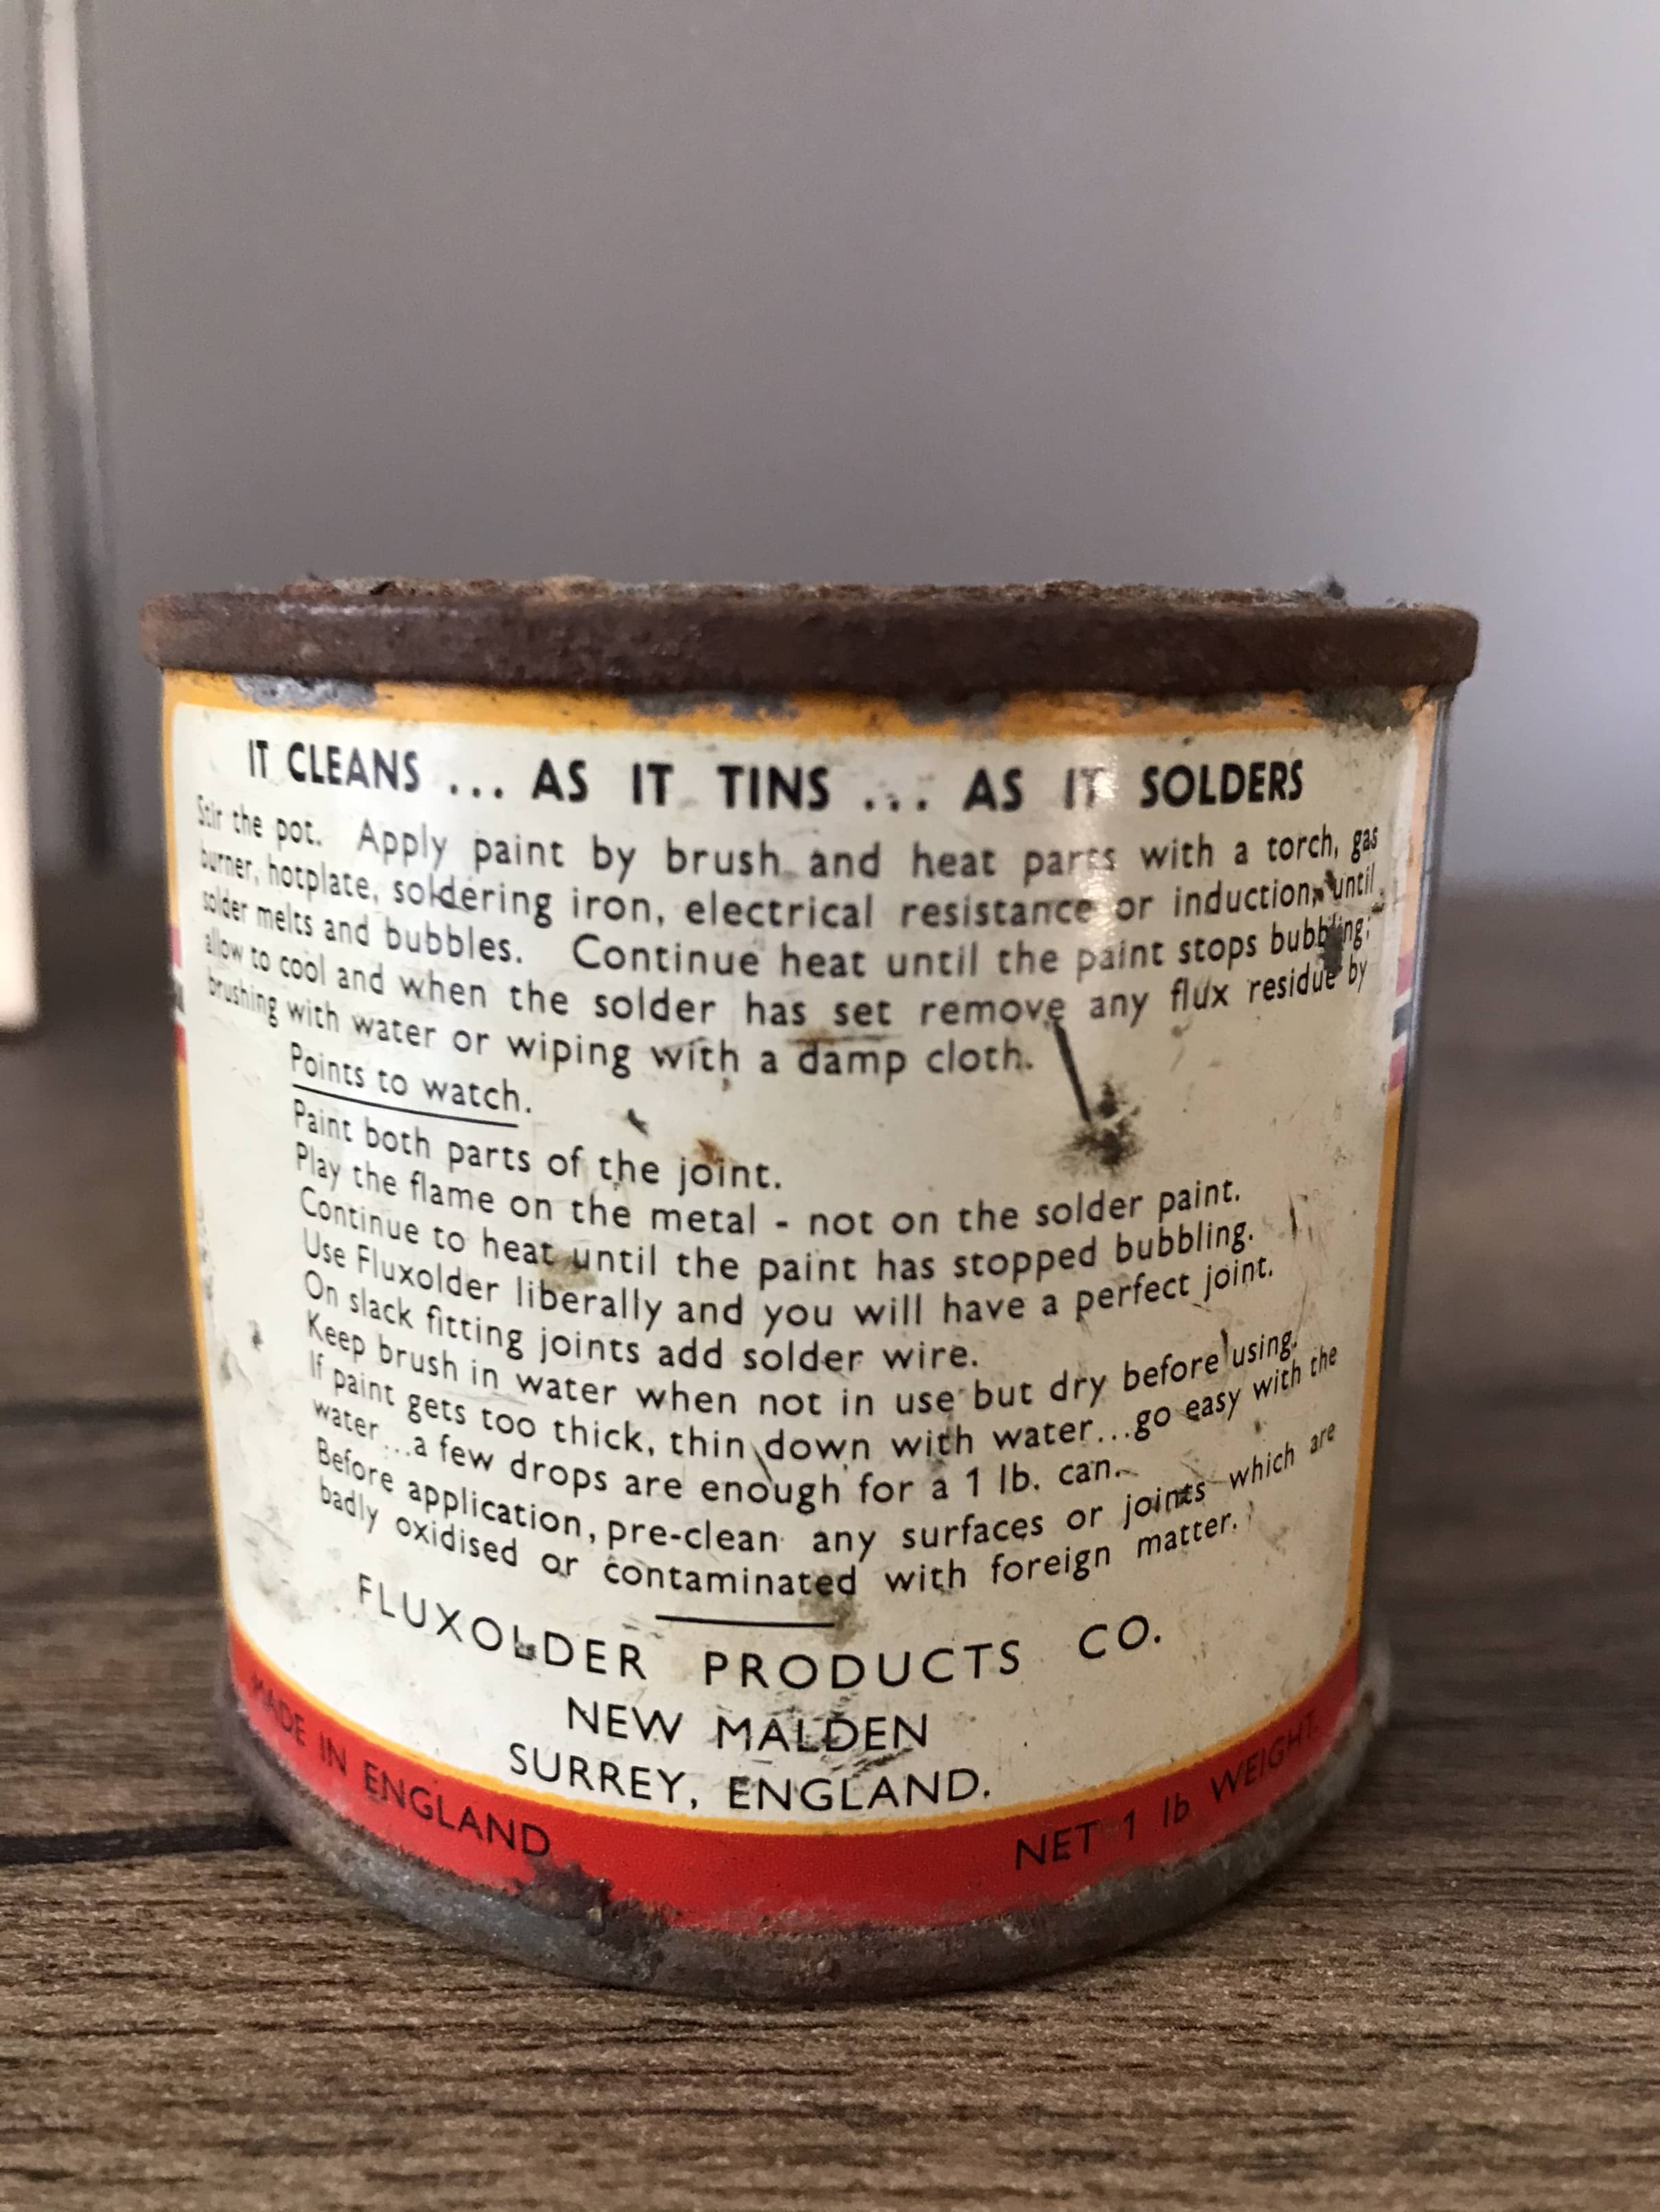 IT CLEANS ... AS IT TINS ... AS IT SOLDERS
Stir the pot. Apply paint by brush and heat parts with a torch, gas
burner, hotplate, soldering iron, electrical resistance or induction, until
solder melts and bubbles. Continue heat until the paint stops bubbling;
allow to cool and when the solder has set remove any flux residue by
brushing with water or wiping with a damp cloth.
Points to watch.
Paint both parts of the joint.
Play the flame on the metal - not on the solder paint.
Continue to heat until the paint has stopped bubbling.
Use Fluxolder liberally and you will have a perfect joint.
On slack fitting joints add solder wire.
Keep brush in water when not in use but dry before using.
If paint gets too thick, thin down with water...go easy with the
water...a few drops are enough for a 1 lb. can.
Before application, pre-clean any surfaces or joints which are
badly oxidised or contaminated with foreign matter.
FLUXOLDER PRODUCTS CO.
NEW MALDEN
SURREY, ENGLAND.
MADE IN ENGLAND
NET 1 lb WEIGHT.